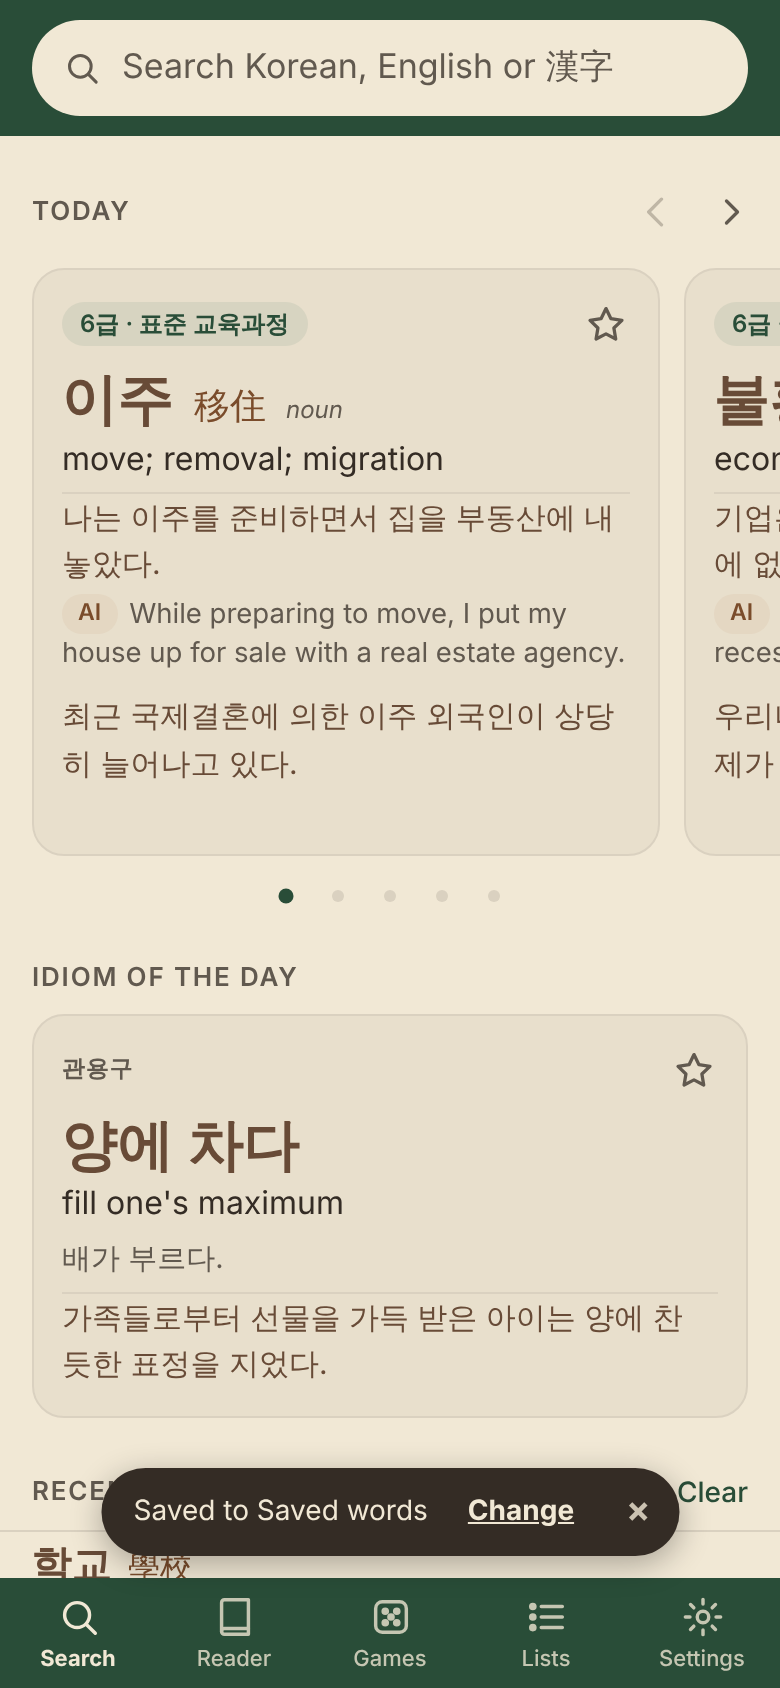 Search Korean, English or 漢字
TODAY
6급 · 표준 교육과정
이주 移住 noun
move; removal; migration
나는 이주를 준비하면서 집을 부동산에 내
놓았다.
AI While preparing to move, I put my
house up for sale with a real estate agency.
최근 국제결혼에 의한 이주 외국인이 상당
히 늘어나고 있다.
6급
AI
IDIOM OF THE DAY
관용구
양에 차다
fill one's maximum
배가 부르다.
가족들로부터 선물을 가득 받은 아이는 양에 찬
듯한 표정을 지었다.
Clear
Saved to Saved words Change ×
학교 學校
Search Reader Games Lists Settings